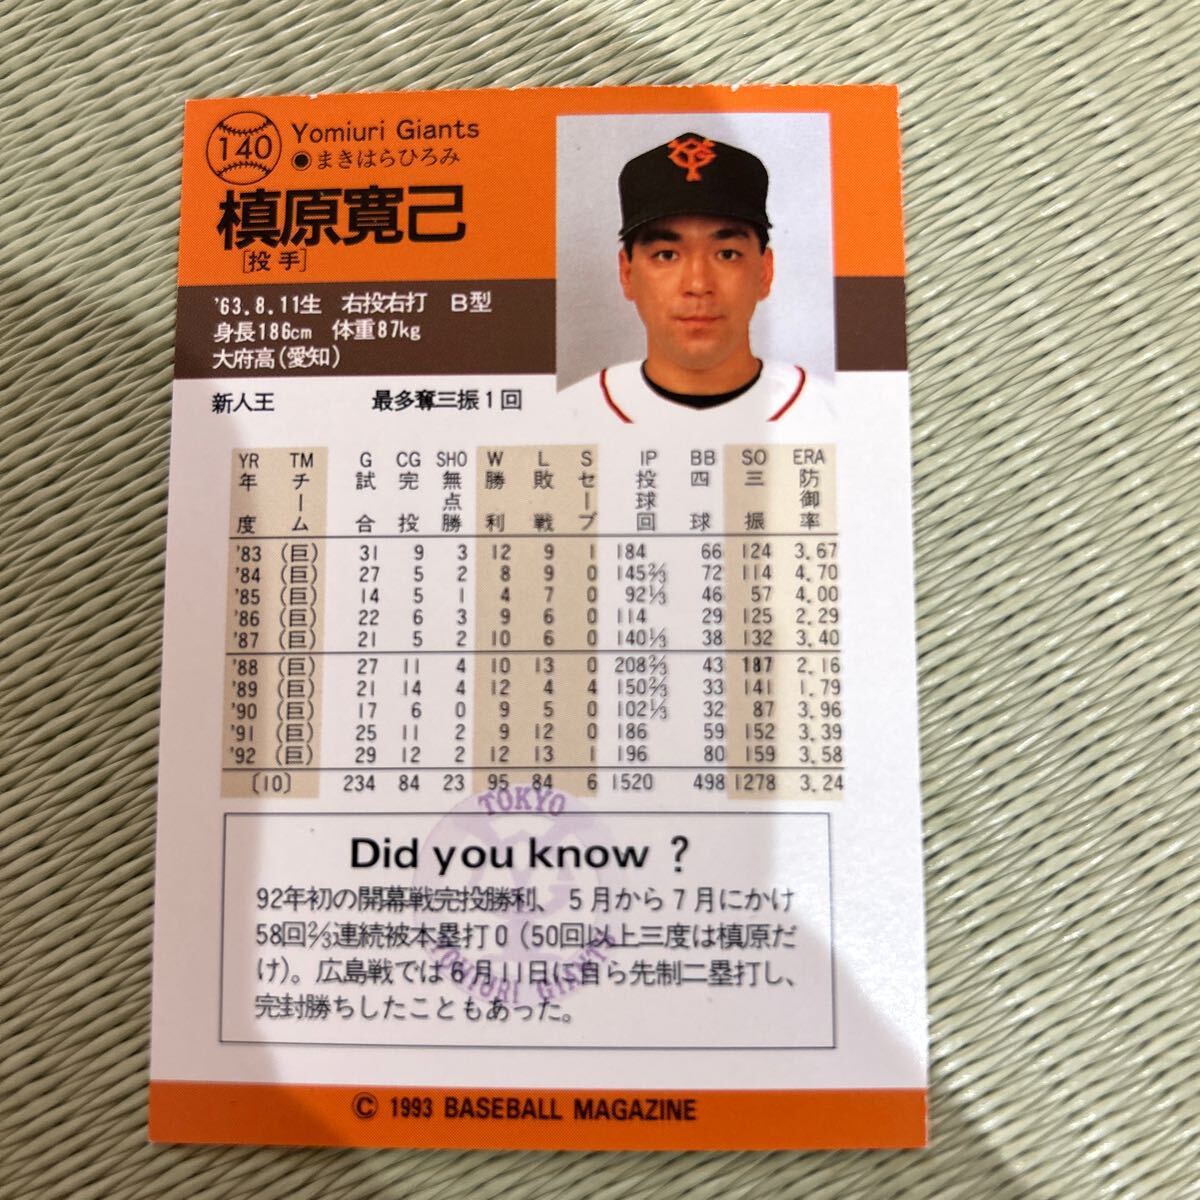 140
Yomiuri Giants
●まきはらひろみ
槙原寛己
[投手]
'63.8.11生 右投右打 B型
身長186cm 体重87kg
大府高(愛知)
新人王 最多奪三振1回
YR TM G CG SHO W L S IP BB SO ERA
年度 チーム 試合 完投 無点勝 勝利 敗戦 セーブ 投球回 四球 三振 防御率
'83 (巨) 31 9 3 12 9 1 184 66 124 3.67
'84 (巨) 27 5 2 8 9 0 145⅔ 72 114 4.70
'85 (巨) 14 5 1 4 7 0 92⅓ 46 57 4.00
'86 (巨) 22 6 3 9 6 0 114 29 125 2.29
'87 (巨) 21 5 2 10 6 0 140⅓ 38 132 3.40
'88 (巨) 27 11 4 10 13 0 208⅔ 43 187 2.16
'89 (巨) 21 14 4 12 4 4 150⅔ 33 141 1.79
'90 (巨) 17 6 0 9 5 0 102⅓ 32 87 3.96
'91 (巨) 25 11 2 9 12 0 186 59 152 3.39
'92 (巨) 29 12 2 12 13 1 196 80 159 3.58
〔10〕 234 84 23 95 84 6 1520 498 1278 3.24
TOKYO
YOMIURI GIANTS
Did you know ?
92年初の開幕戦完投勝利、5月から7月にかけ
58回⅔連続被本塁打0(50回以上三度は槙原だ
け)。広島戦では6月11日に自ら先制二塁打し、
完封勝ちしたこともあった。
© 1993 BASEBALL MAGAZINE